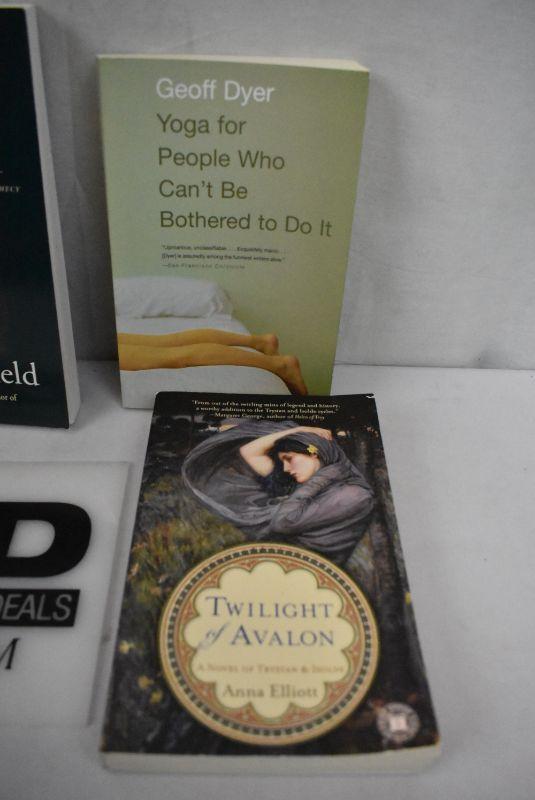 Geoff Dyer
Yoga for
People Who
Can't Be
Bothered to Do It
"Uproarious, unclassifiable. . . . Exquisitely manic. . . .
[Dyer] is assuredly among the funniest writers alive."
—San Francisco Chronicle
eld
or of
D
DEALS
M
"From out of the swirling mists of legend and history,
a worthy addition to the Trystan and Isolde cycles."
—Margaret George, author of Helen of Troy
TWILIGHT
of AVALON
A NOVEL OF TRYSTAN & ISOLDE
Anna Elliott